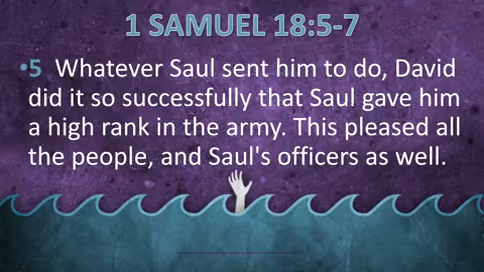 1 SAMUEL 18:5-7
•5 Whatever Saul sent him to do, David
did it so successfully that Saul gave him
a high rank in the army. This pleased all
the people, and Saul's officers as well.